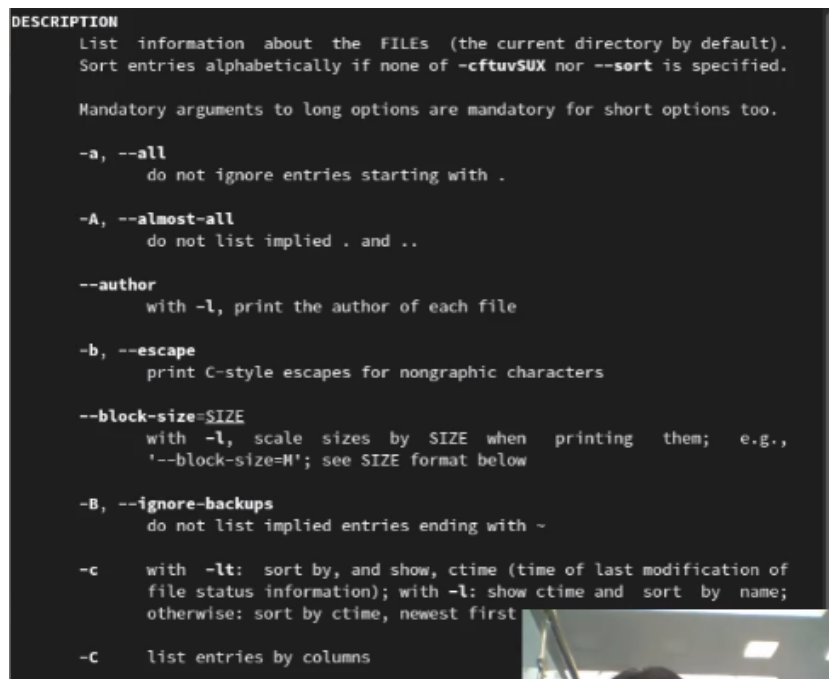 DESCRIPTION
List information about the FILEs (the current directory by default).
Sort entries alphabetically if none of -cftuvSUX nor --sort is specified.
Mandatory arguments to long options are mandatory for short options too.
-a, --all
do not ignore entries starting with .
-A, --almost-all
do not list implied . and ..
--author
with -l, print the author of each file
-b, --escape
print C-style escapes for nongraphic characters
--block-size=SIZE
with -l, scale sizes by SIZE when printing them; e.g.,
'--block-size=M'; see SIZE format below
-B, --ignore-backups
do not list implied entries ending with ~
-c with -lt: sort by, and show, ctime (time of last modification of
file status information); with -l: show ctime and sort by name;
otherwise: sort by ctime, newest first
-C list entries by columns